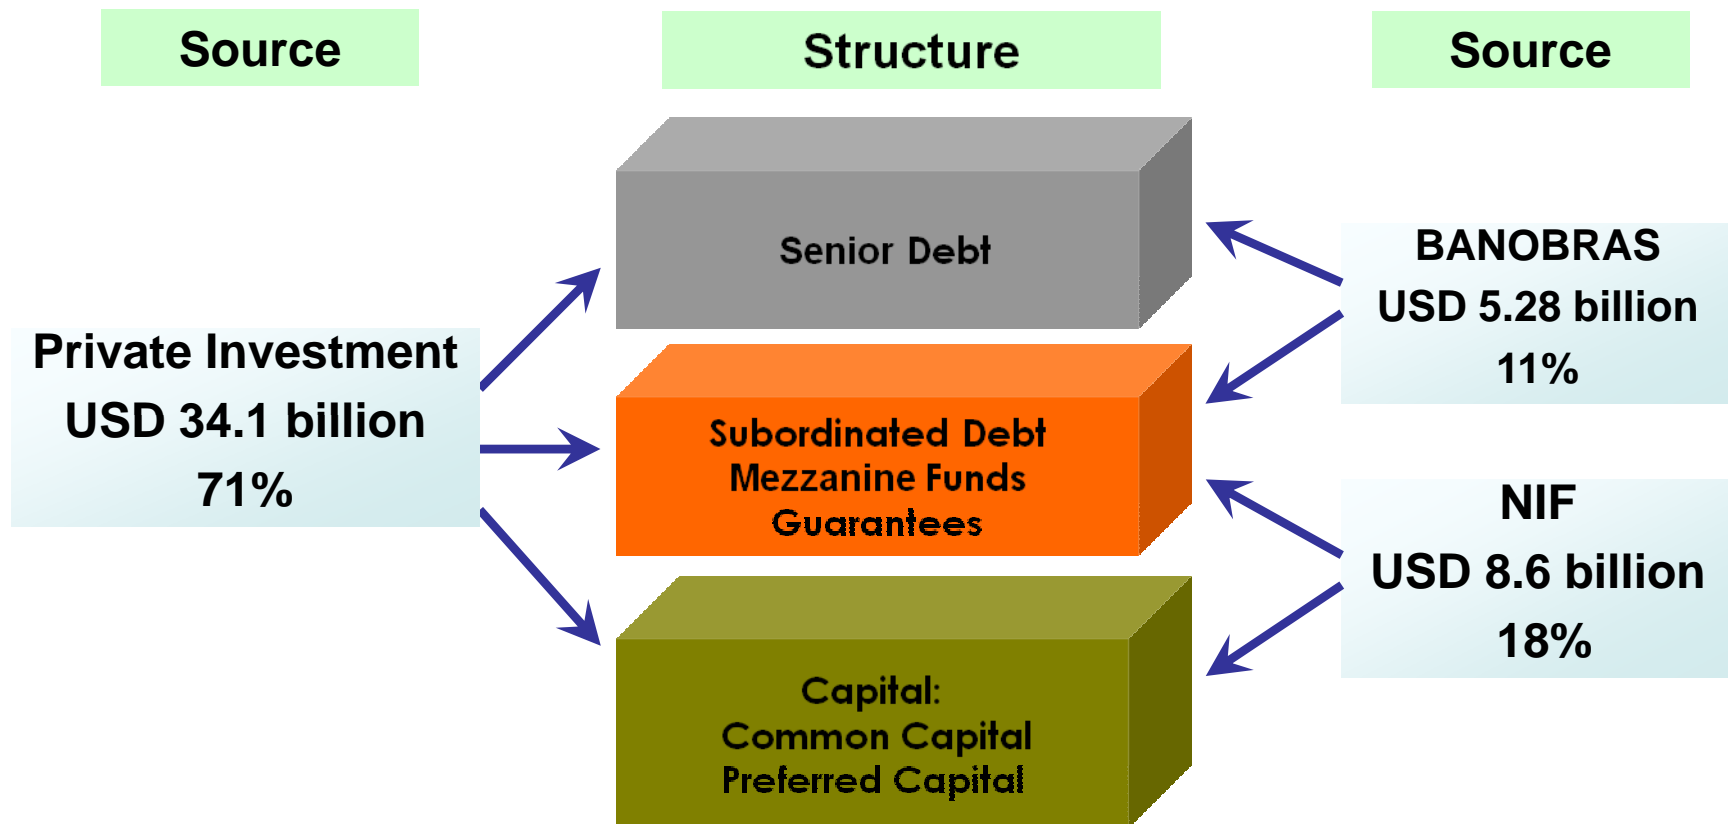 Source
Structure
Source
Private Investment
USD 34.1 billion
71%
Senior Debt
Subordinated Debt
Mezzanine Funds
Guarantees
Capital:
Common Capital
Preferred Capital
BANOBRAS
USD 5.28 billion
11%
NIF
USD 8.6 billion
18%